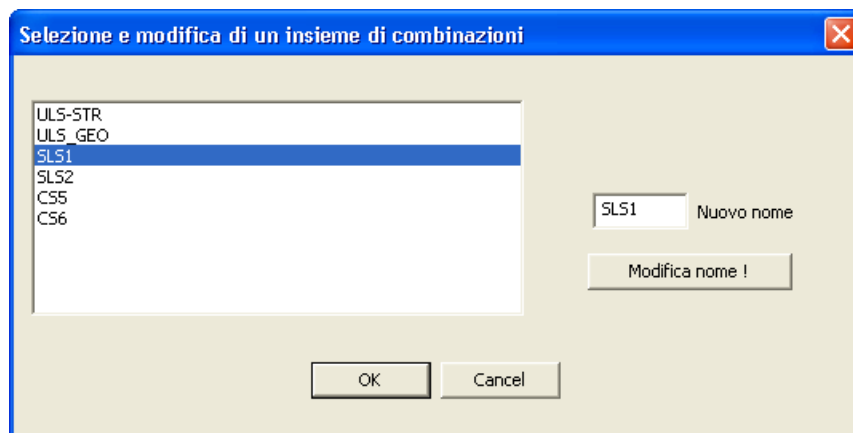 Selezione e modifica di un insieme di combinazioni
ULS-STR
ULS_GEO
SLS1
SLS2
CS5
CS6
SLS1 Nuovo nome
Modifica nome !
OK Cancel